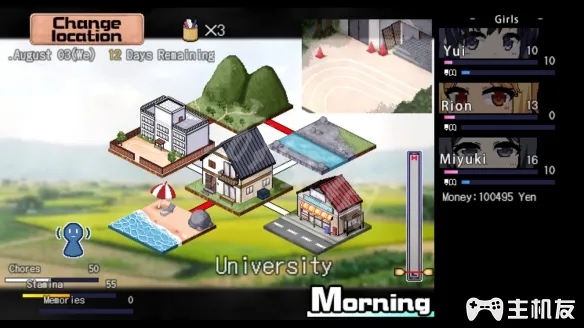 Change
location
X3
.August 03(We) 12 Days Remaining
Girls
Yui 10
10
Rion 13
0
Miyuki 16
10
Money:100495 Yen
H
University
Chores 50
Stamina 55
Memories 0
Morning
主机友